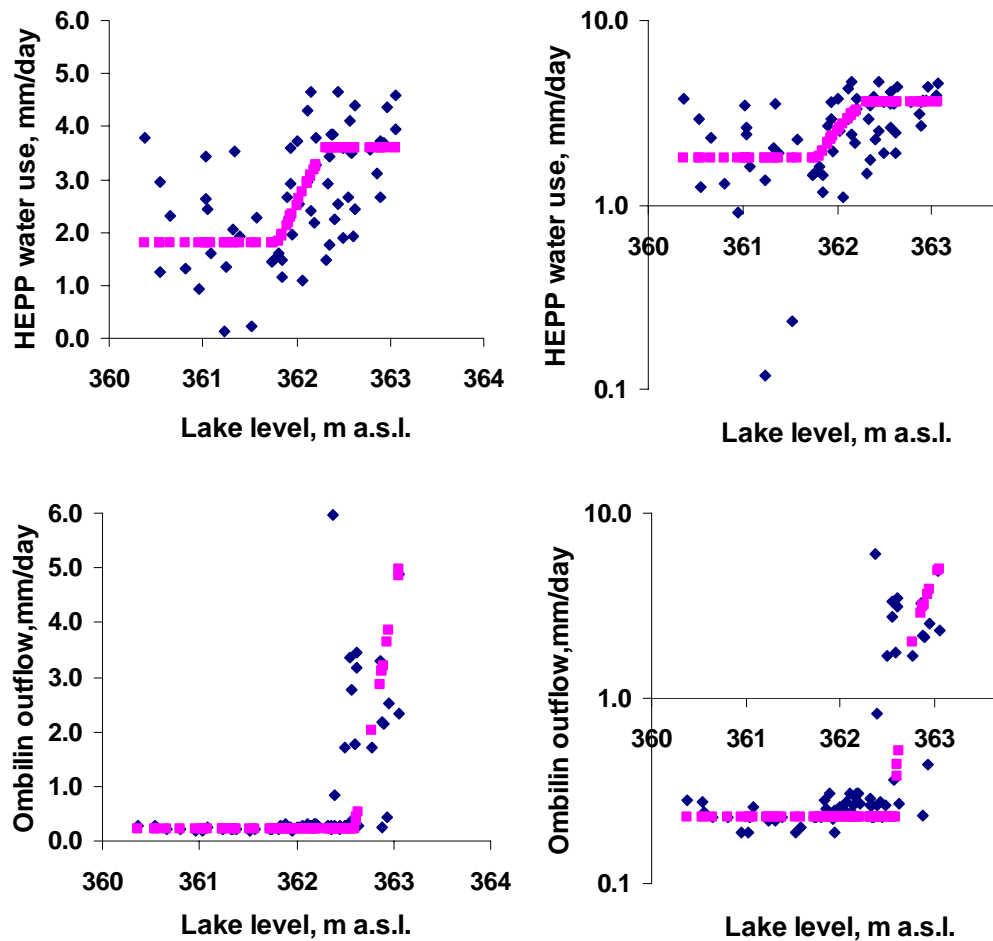 HEPP water use, mm/day
6.0
5.0
4.0
3.0
2.0
1.0
0.0
360 361 362 363 364
Lake level, m a.s.l.
HEPP water use, mm/day
10.0
1.0
0.1
360 361 362 363
Lake level, m a.s.l.
Ombilin outflow,mm/day
6.0
5.0
4.0
3.0
2.0
1.0
0.0
360 361 362 363 364
Lake level, m a.s.l.
Ombilin outflow,mm/day
10.0
1.0
0.1
360 361 362 363
Lake level, m a.s.l.